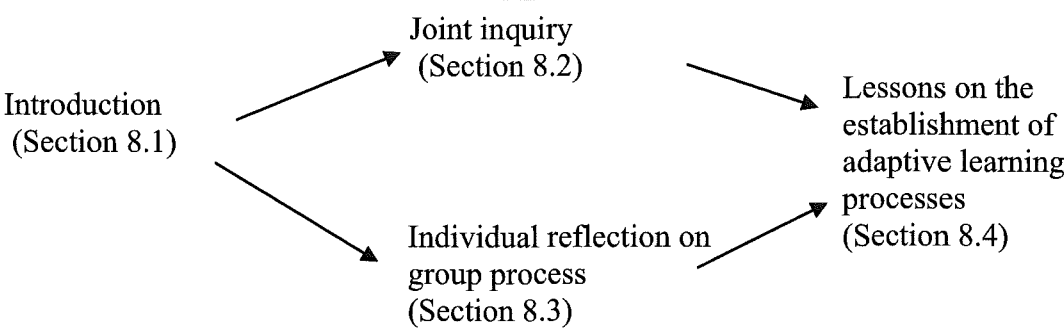 Introduction
(Section 8.1)
Joint inquiry
(Section 8.2)
Individual reflection on
group process
(Section 8.3)
Lessons on the
establishment of
adaptive learning
processes
(Section 8.4)